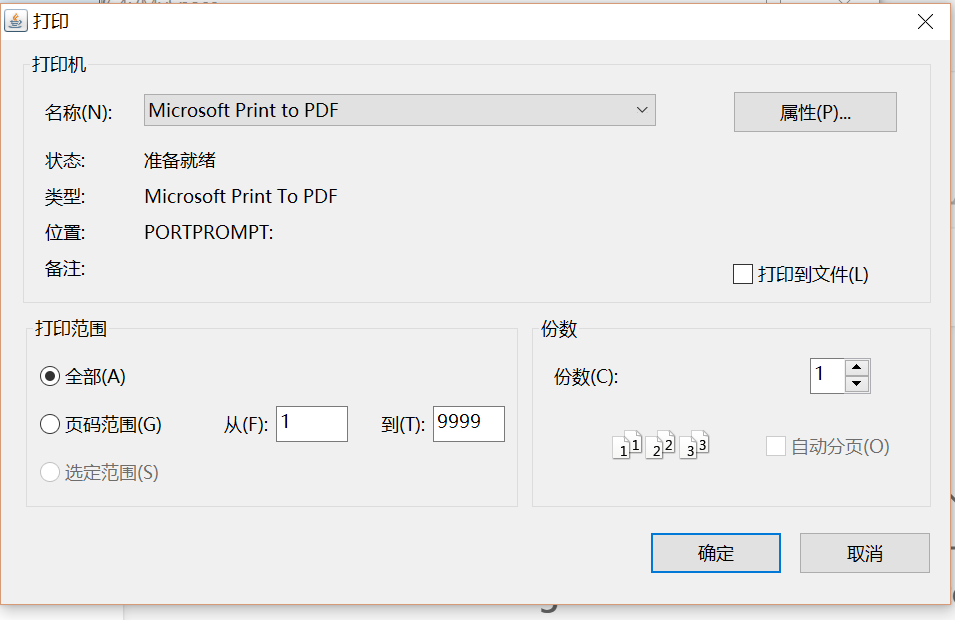 打印
打印机
名称(N): Microsoft Print to PDF 属性(P)...
状态: 准备就绪
类型: Microsoft Print To PDF
位置: PORTPROMPT:
备注:
打印到文件(L)
打印范围
全部(A)
页码范围(G) 从(F): 1 到(T): 9999
选定范围(S)
份数
份数(C): 1
1 1 2 2 3 3 自动分页(O)
确定 取消